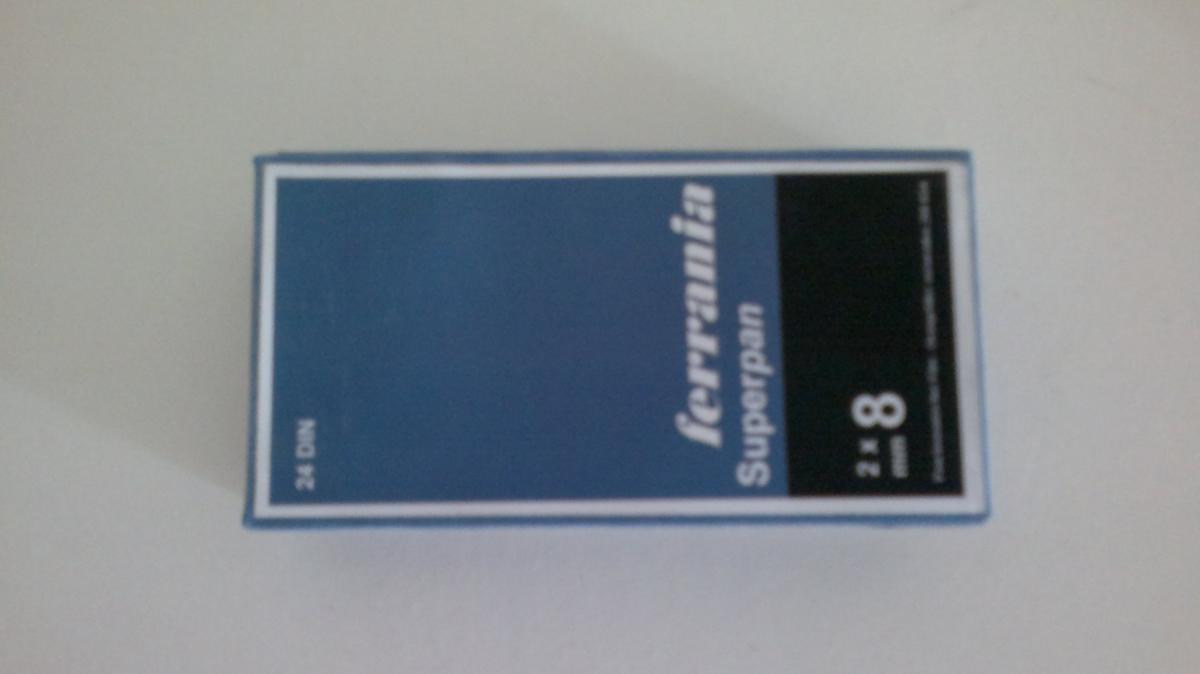 24 DIN
ferrania
Superpan
2 x
mm 8